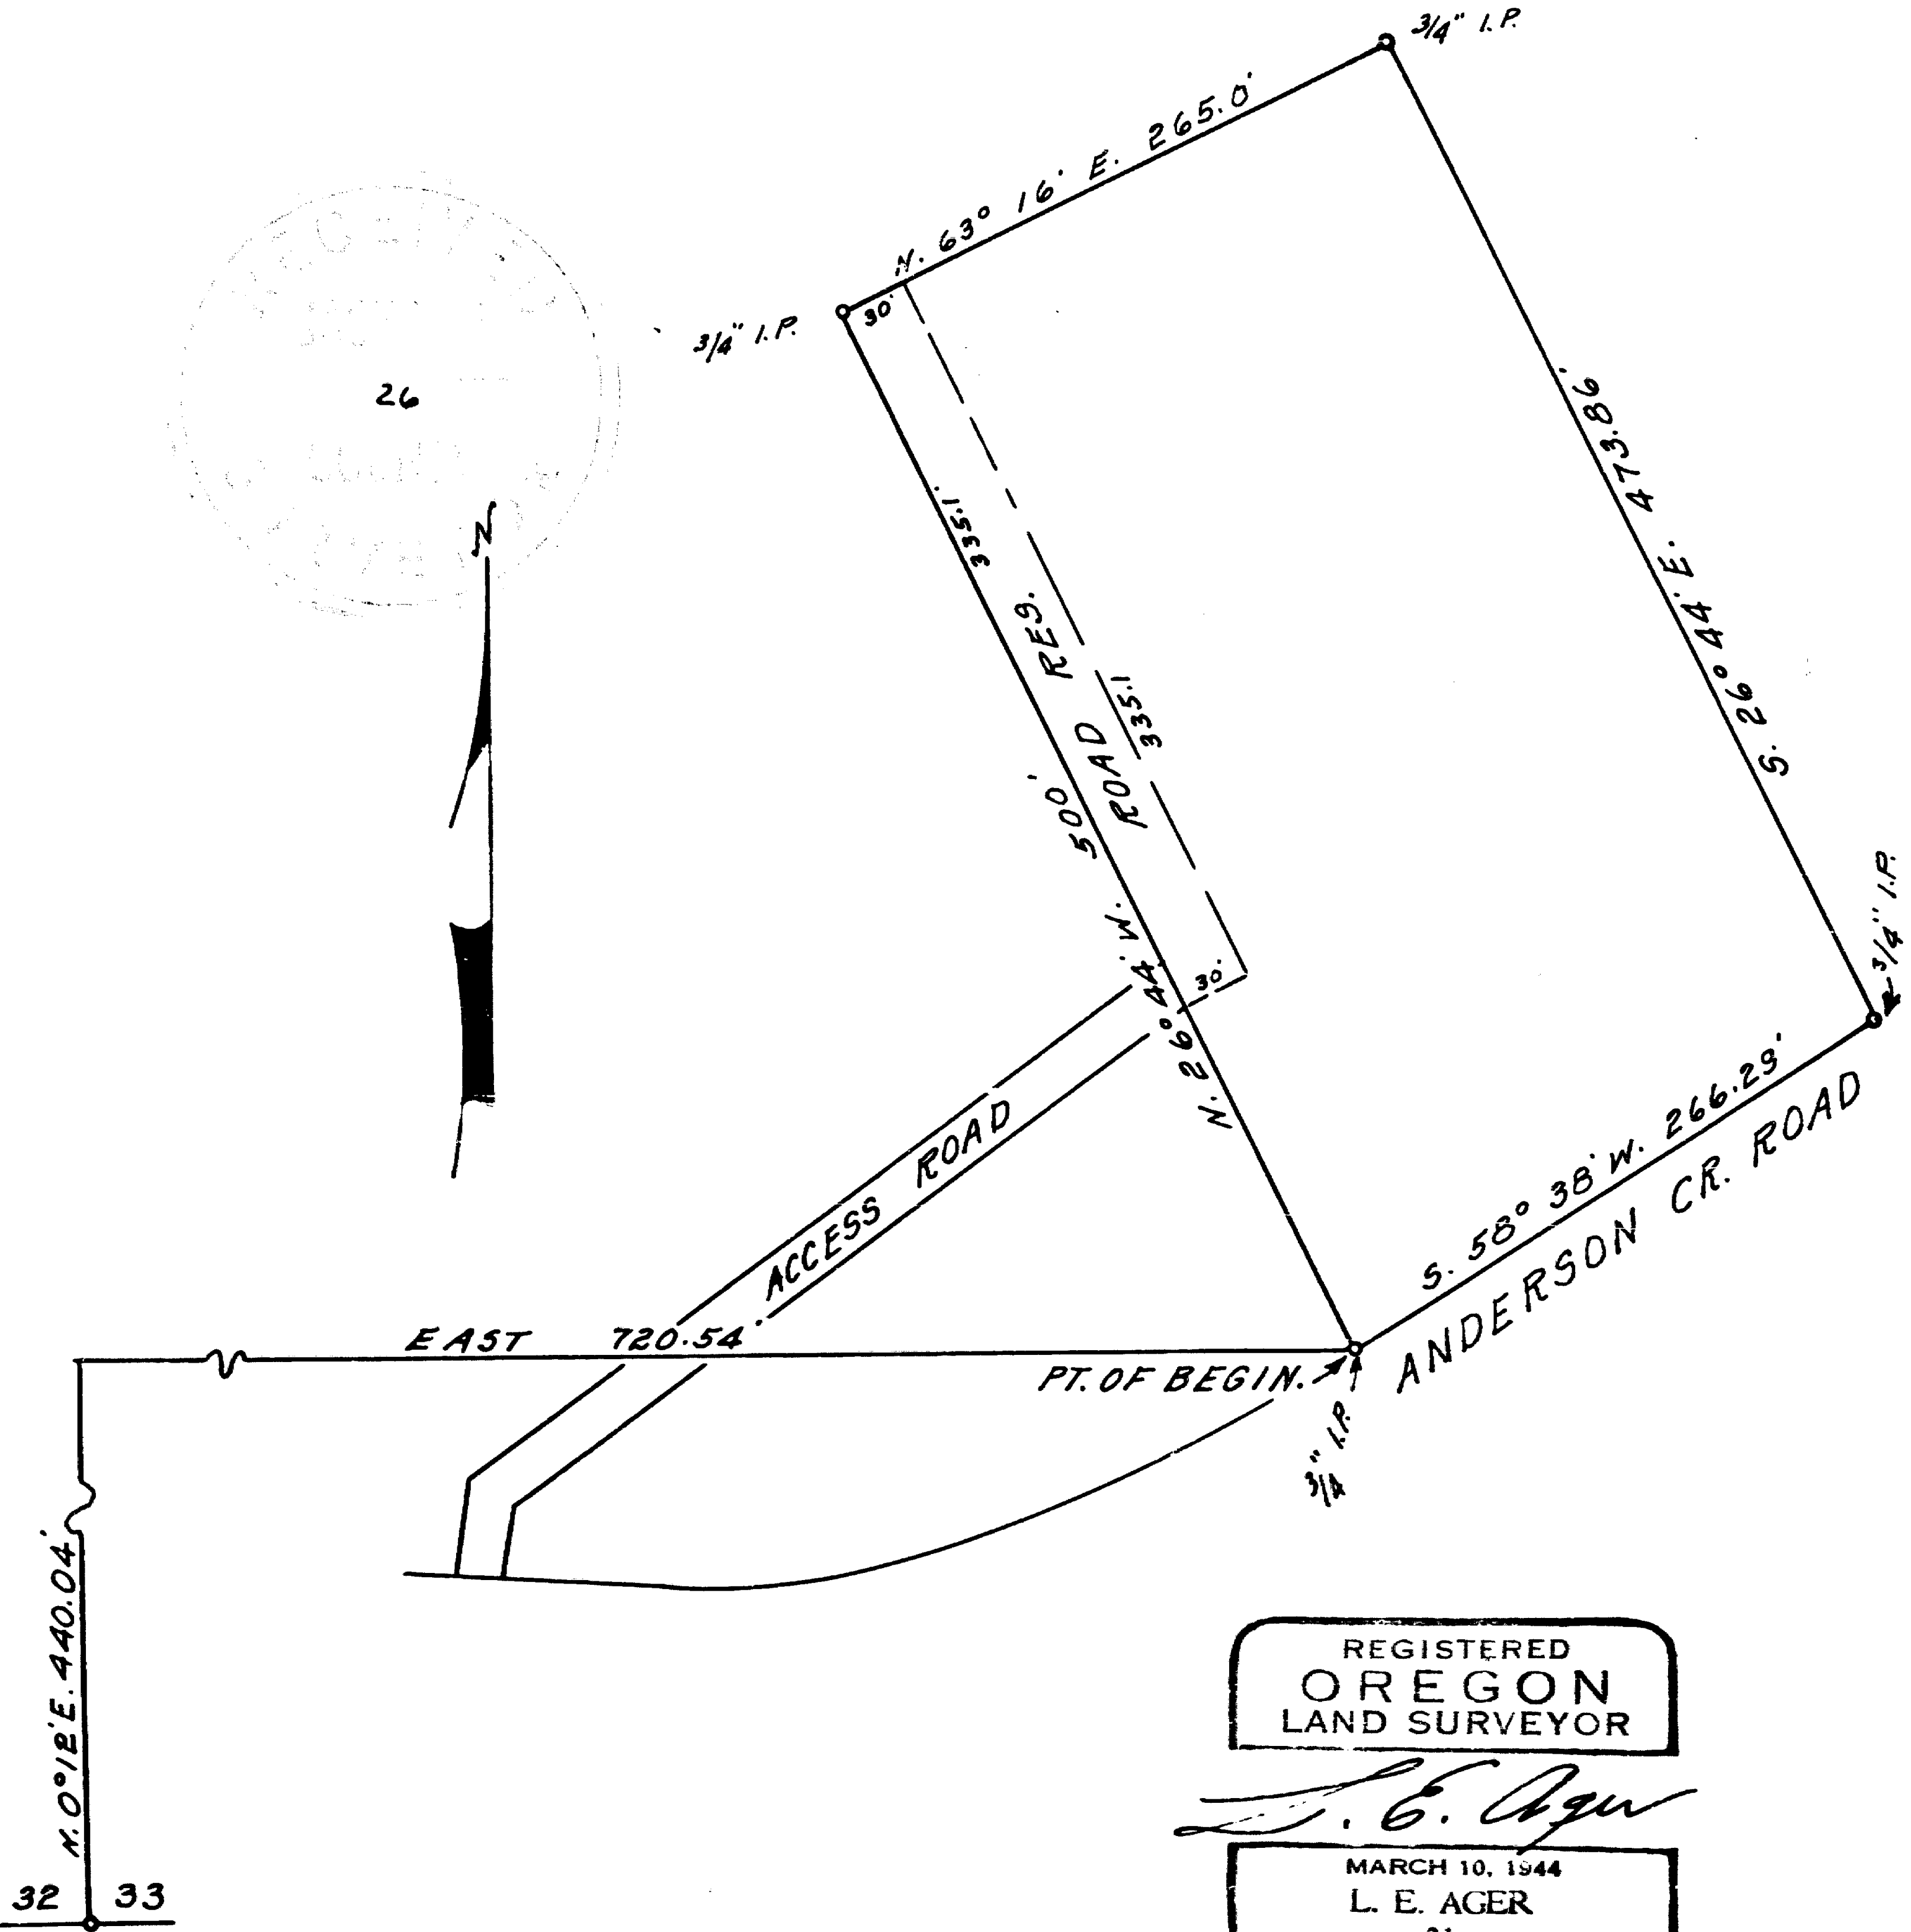 3/4" I.P.
N. 63° 16' E. 265.0'
30'
3/4" I.P.
RECEIVED
26
N
335.1'
S. 26° 44' E. 473.86'
ROAD RES.
335.1
500'
N. 26° 44' W.
30'
3/4" I.P.
ACCESS ROAD
S. 58° 38' W. 266.29'
ANDERSON CR. ROAD
EAST 720.54'
PT. OF BEGIN.
3/4" I.P.
N. 0° 12' E. 440.04'
32 33
REGISTERED
OREGON
LAND SURVEYOR
L. E. Ager
MARCH 10, 1944
L. E. AGER